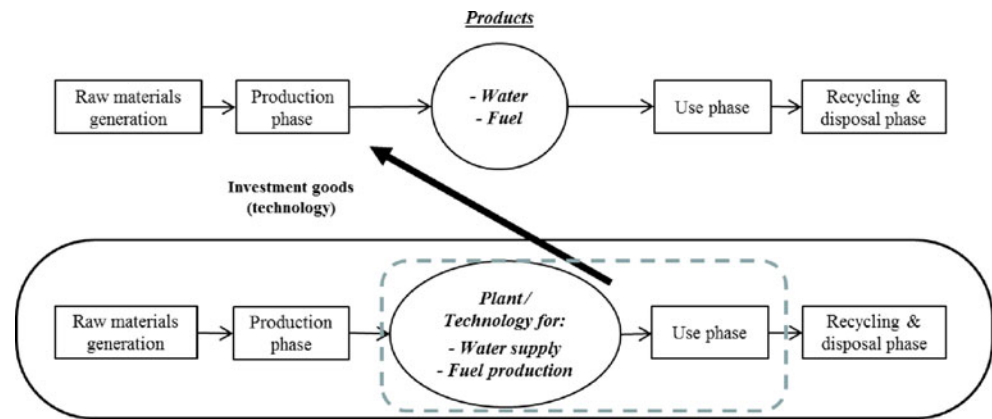 Products
Raw materials
generation
Production
phase
- Water
- Fuel
Use phase
Recycling &
disposal phase
Investment goods
(technology)
Raw materials
generation
Production
phase
Plant/
Technology for:
- Water supply
- Fuel production
Use phase
Recycling &
disposal phase